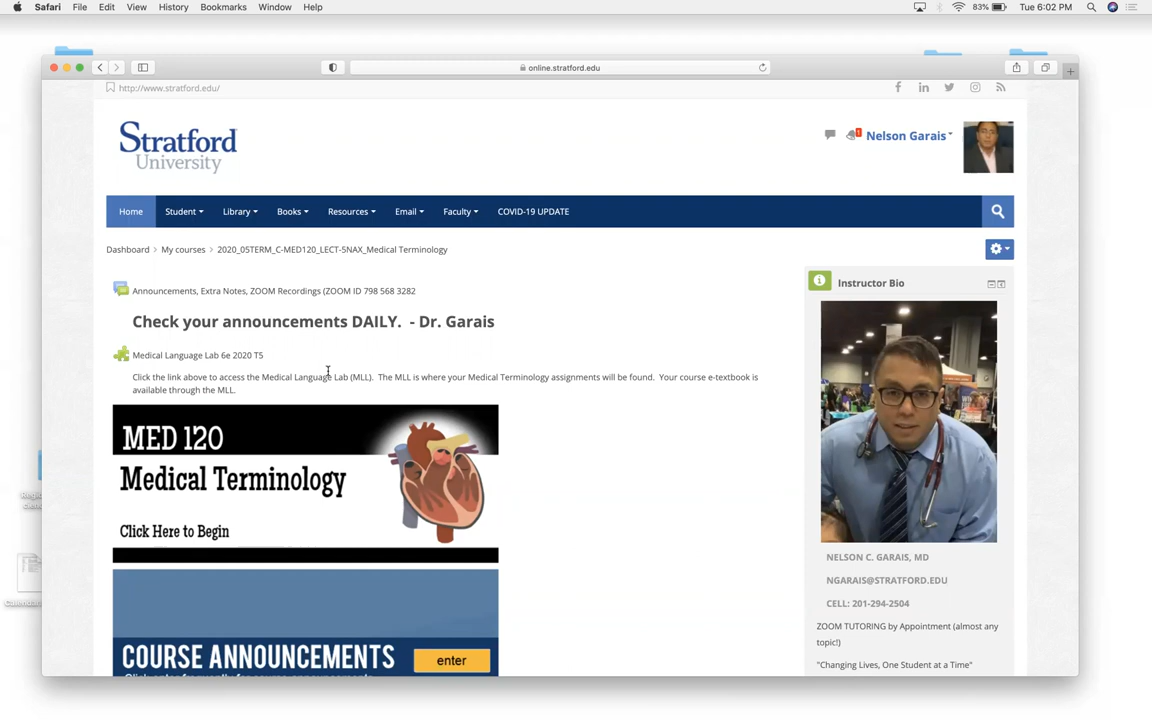 Safari File Edit View History Bookmarks Window Help 83% Tue 6:02 PM
online.stratford.edu
http://www.stratford.edu/
Stratford
University
Nelson Garais
Home Student Library Books Resources Email Faculty COVID-19 UPDATE
Dashboard My courses 2020_05TERM_C-MED120_LECT-5NAX_Medical Terminology
Announcements, Extra Notes, ZOOM Recordings (ZOOM ID 798 568 3282
Check your announcements DAILY. - Dr. Garais
Medical Language Lab 6e 2020 T5
Click the link above to access the Medical Language Lab (MLL). The MLL is where your Medical Terminology assignments will be found. Your course e-textbook is
available through the MLL.
MED 120
Medical Terminology
Click Here to Begin
COURSE ANNOUNCEMENTS
enter
Instructor Bio
NELSON C. GARAIS, MD
NGARAIS@STRATFORD.EDU
CELL: 201-294-2504
ZOOM TUTORING by Appointment (almost any
topic!)
"Changing Lives, One Student at a Time"